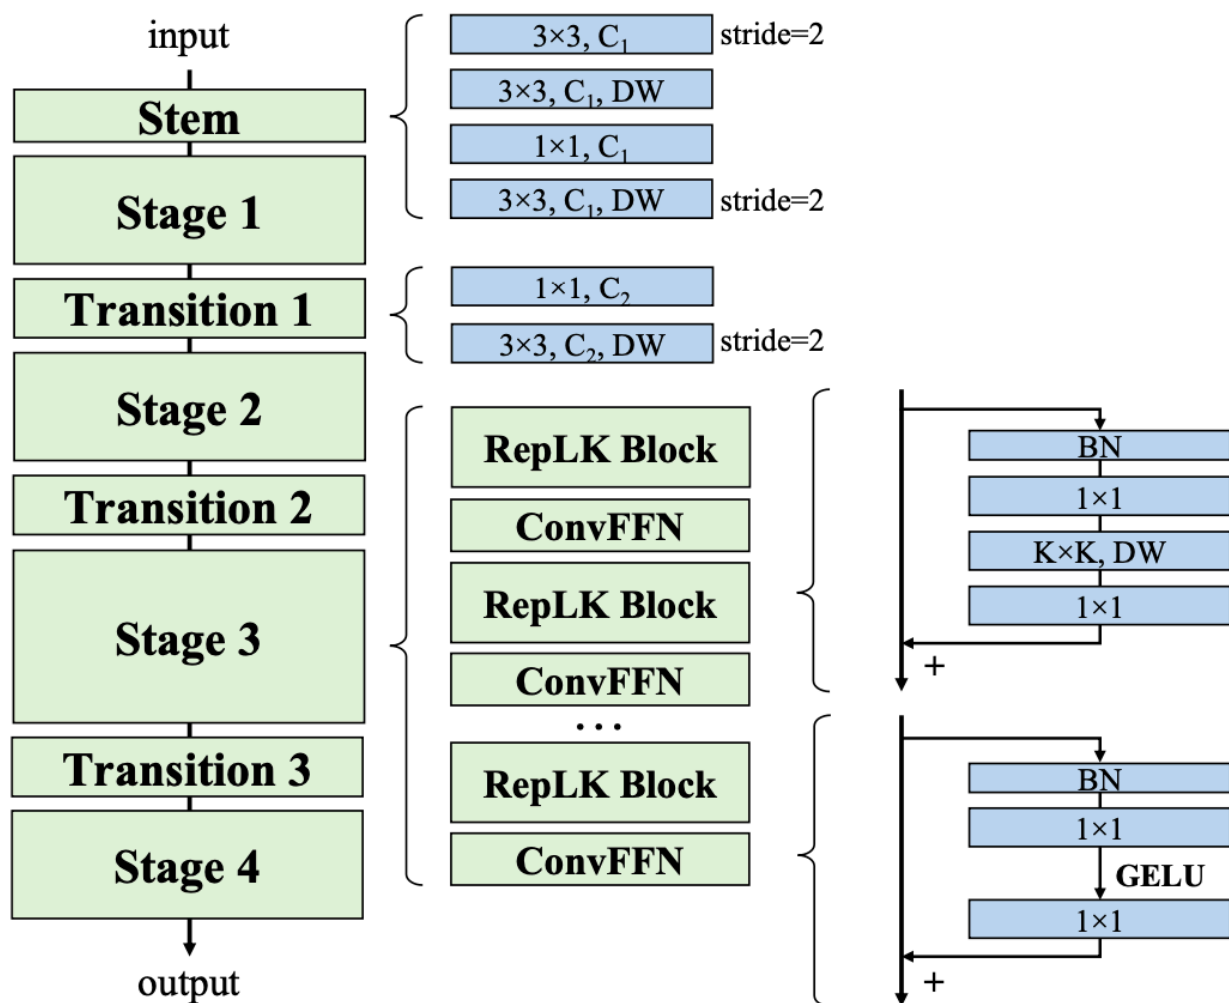 input
Stem
Stage 1
Transition 1
Stage 2
Transition 2
Stage 3
Transition 3
Stage 4
output
3×3, C₁ stride=2
3×3, C₁, DW
1×1, C₁
3×3, C₁, DW stride=2
1×1, C₂
3×3, C₂, DW stride=2
RepLK Block
ConvFFN
RepLK Block
ConvFFN
...
RepLK Block
ConvFFN
BN
1×1
K×K, DW
1×1
+
BN
1×1
GELU
1×1
+